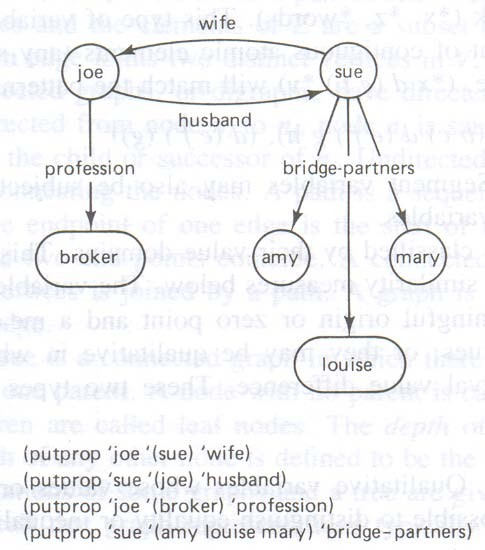 wife
joe
sue
husband
profession
bridge-partners
broker
amy
mary
louise
(putprop 'joe '(sue) 'wife)
(putprop 'sue '(joe) 'husband)
(putprop 'joe '(broker) 'profession)
(putprop 'sue '(amy louise mary) 'bridge-partners)